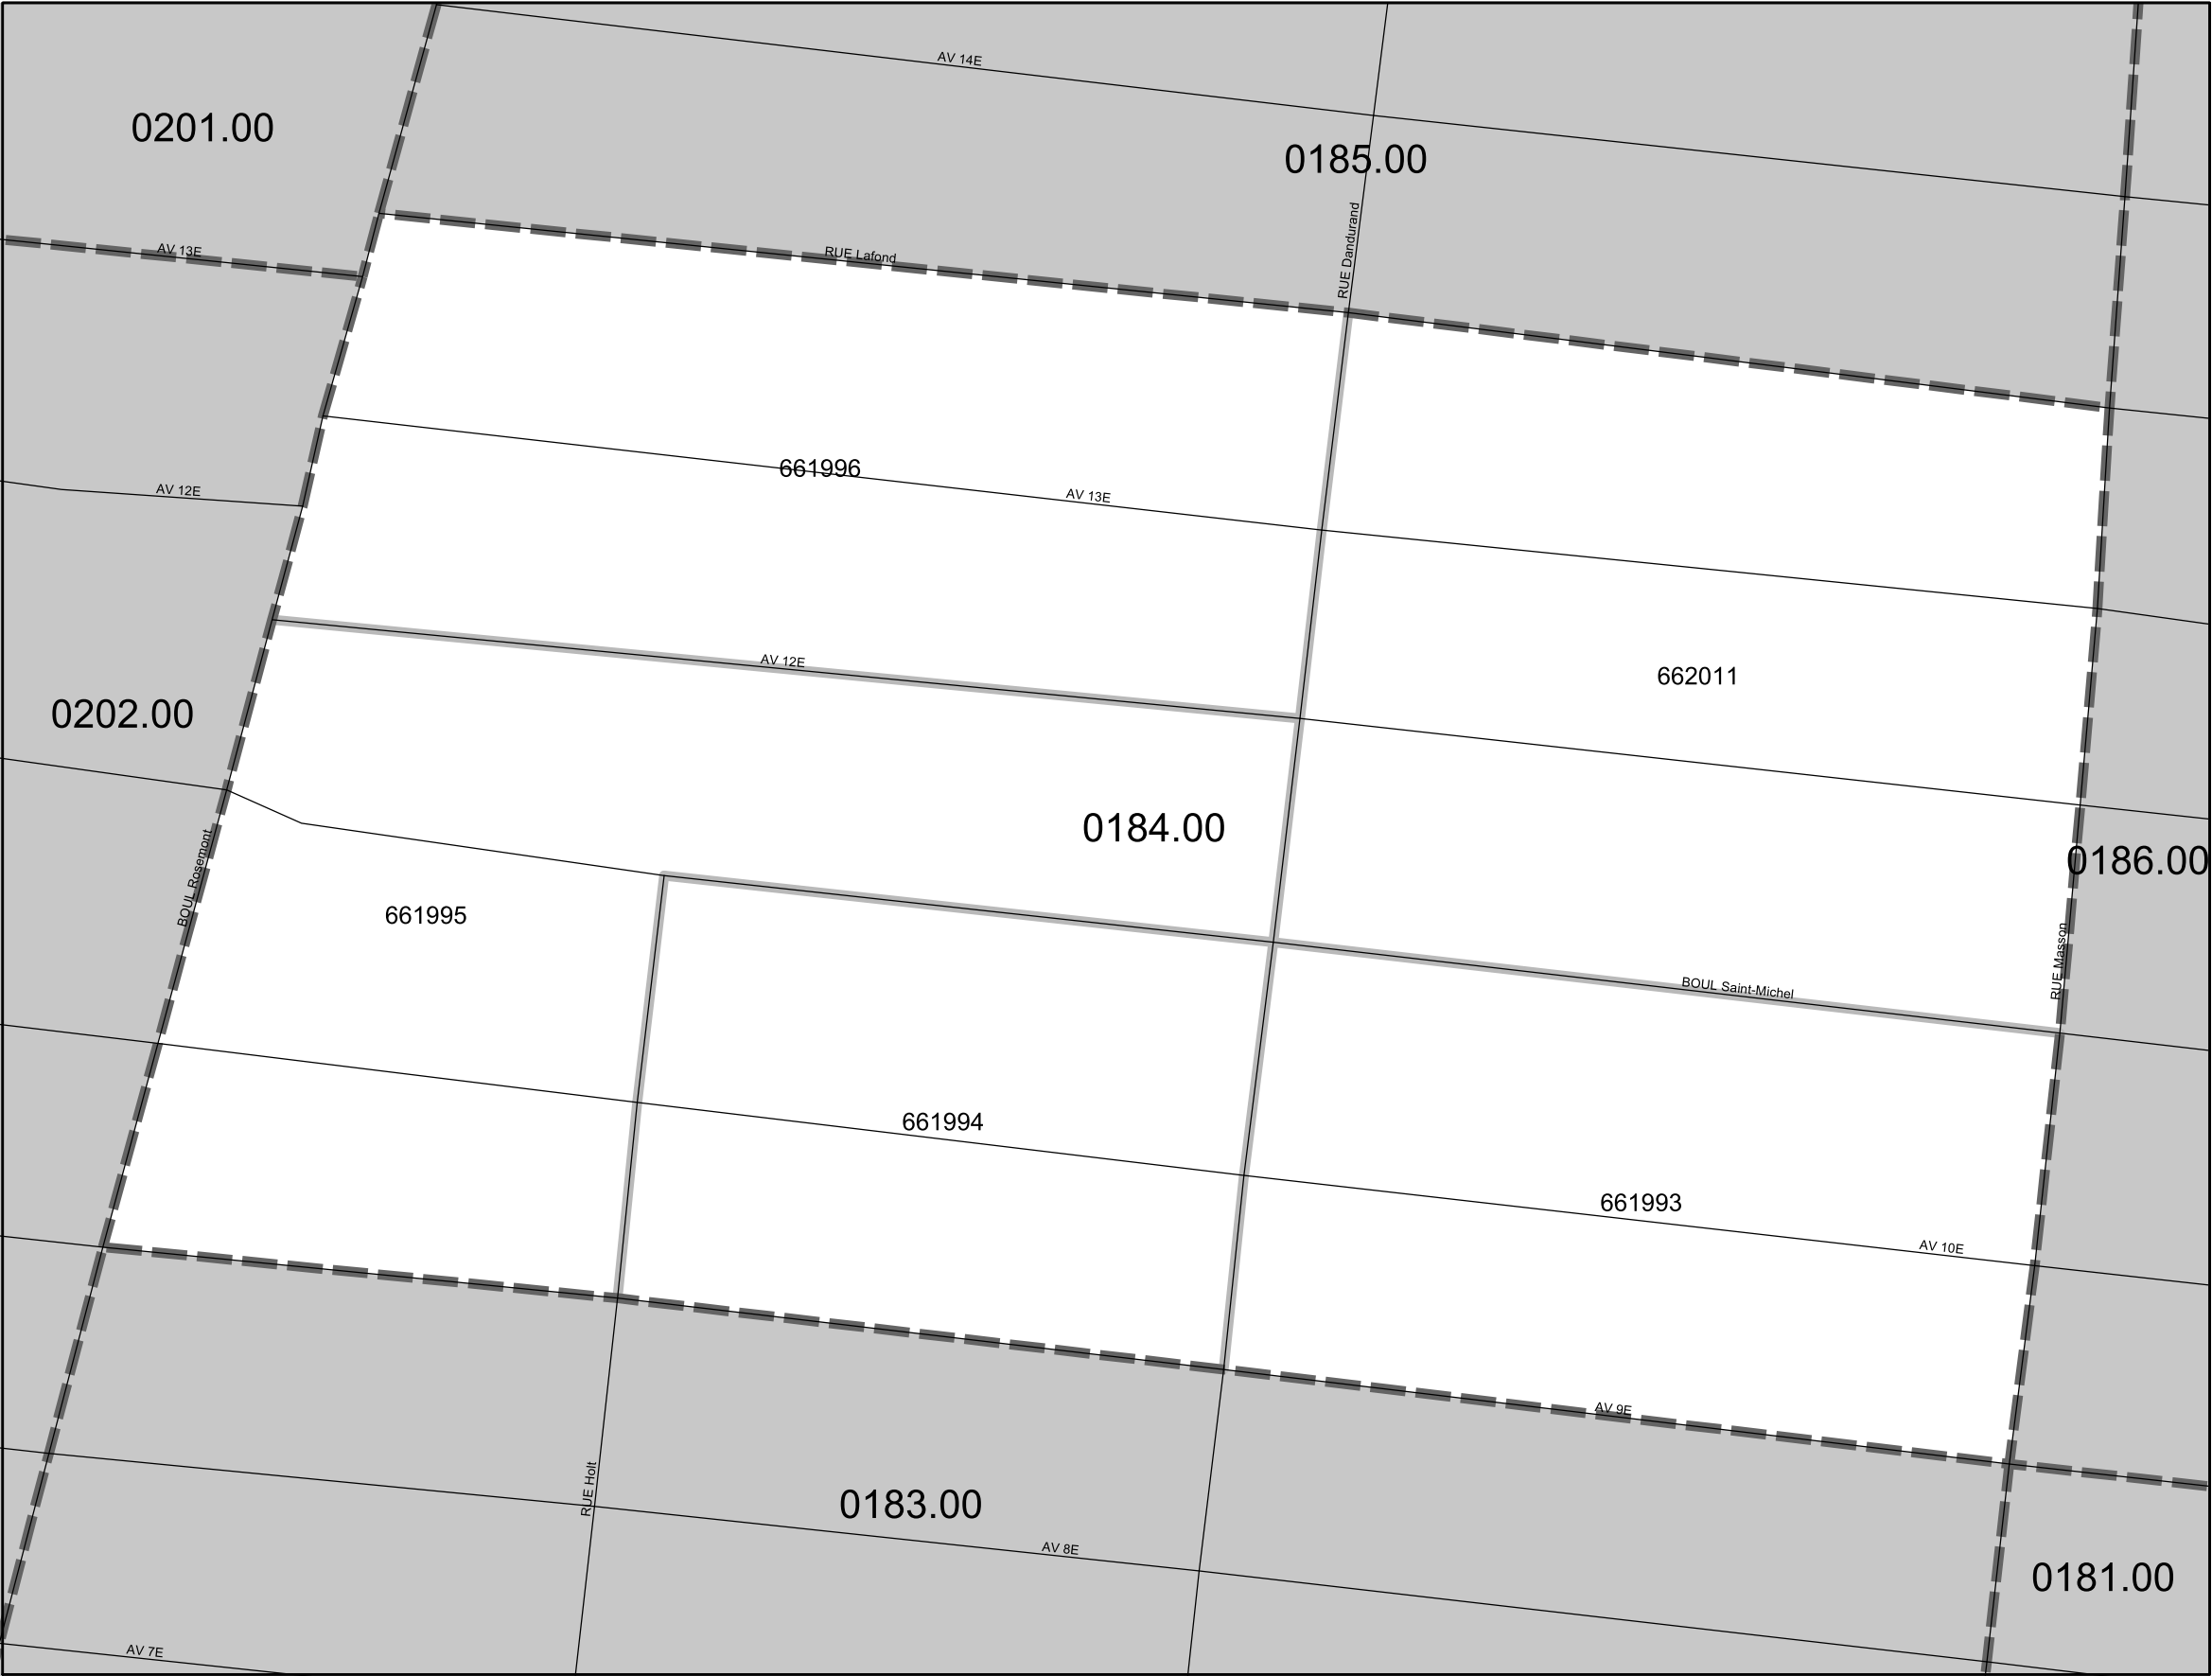 AV 14E
0201.00
0185.00
AV 13E
RUE Lafond
RUE Dandurand
661996
AV 13E
AV 12E
AV 12E
662011
0202.00
0184.00
0186.00
BOUL Rosemont
661995
RUE Masson
BOUL Saint-Michel
661994
661993
AV 10E
AV 9E
RUE Holt
0183.00
AV 8E
0181.00
AV 7E